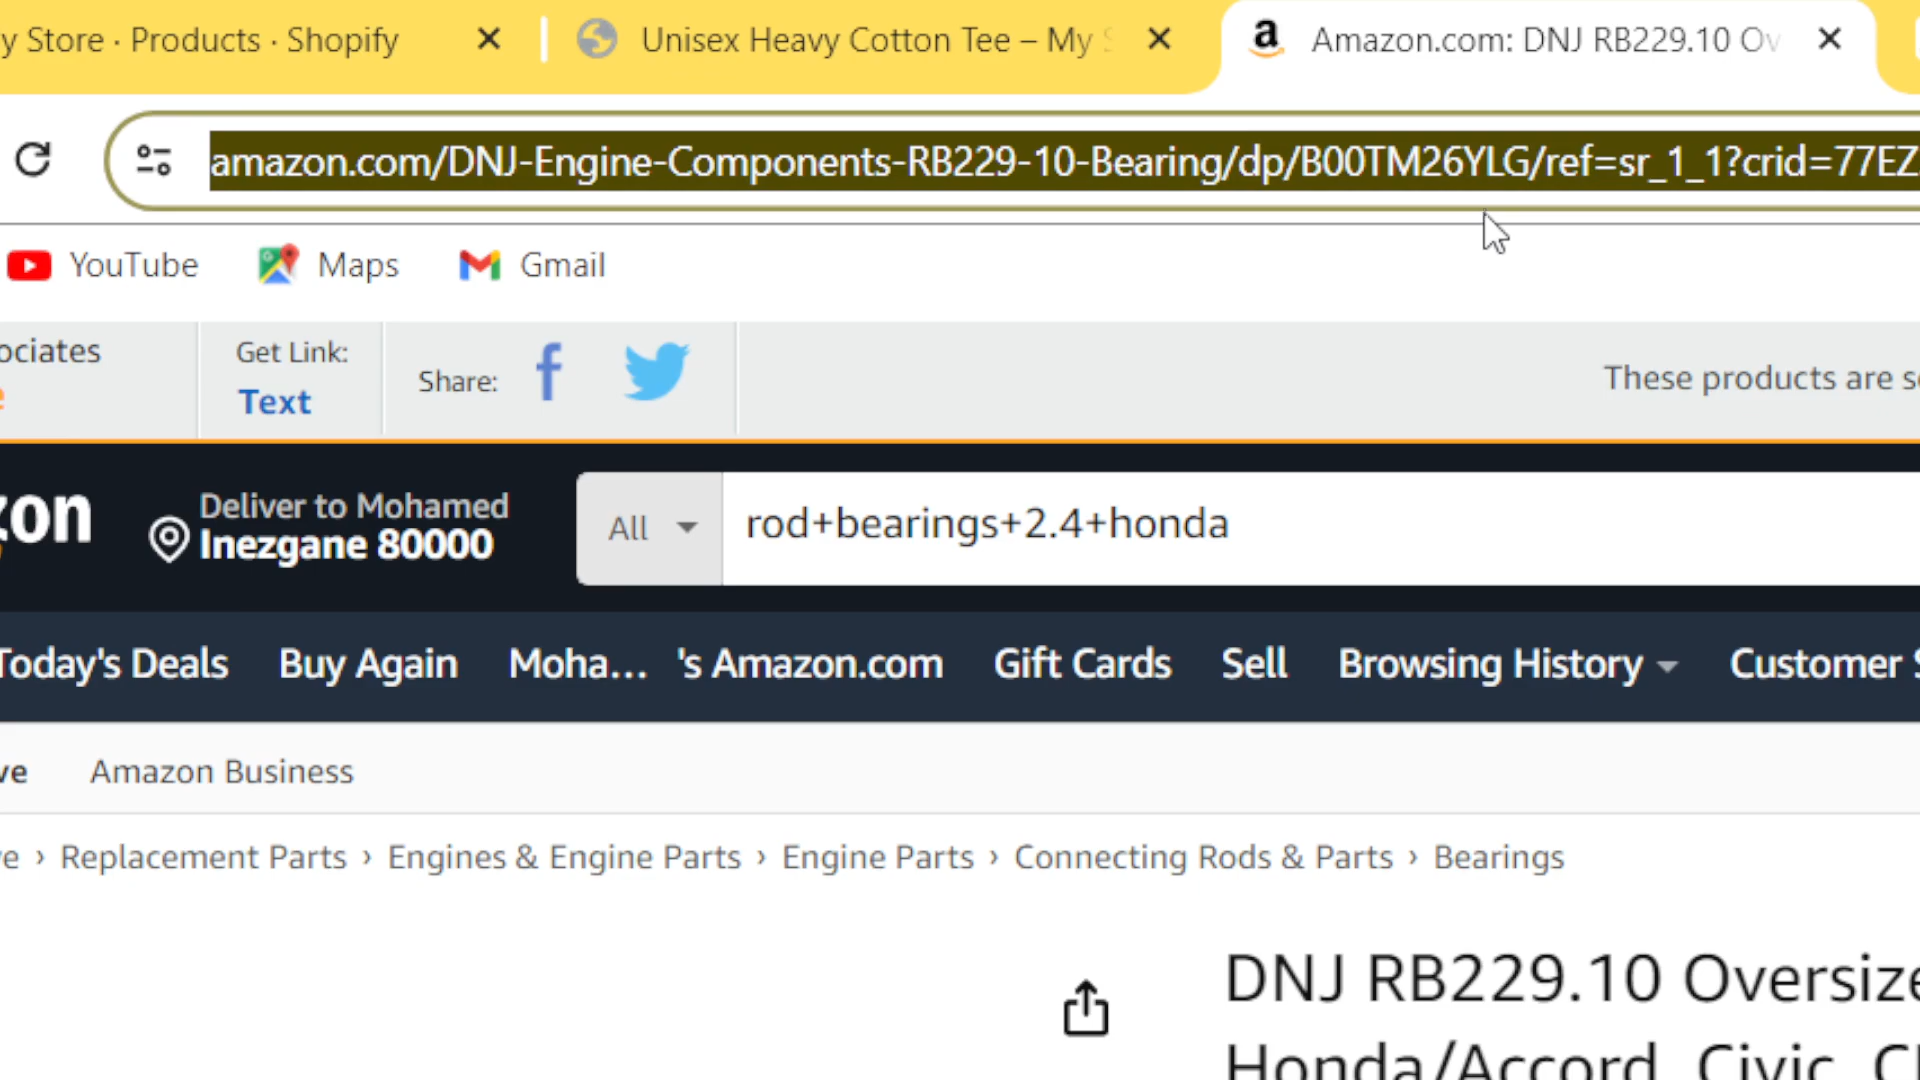 y Store · Products · Shopify
Unisex Heavy Cotton Tee – My S
a Amazon.com: DNJ RB229.10 Ov
amazon.com/DNJ-Engine-Components-RB229-10-Bearing/dp/B00TM26YLG/ref=sr_1_1?crid=77EZ
YouTube Maps Gmail
ociates
Get Link:
Text
Share:
These products are s
zon
Deliver to Mohamed
Inezgane 80000
All
rod+bearings+2.4+honda
Today's Deals Buy Again Moha... 's Amazon.com Gift Cards Sell Browsing History Customer S
ve Amazon Business
e › Replacement Parts › Engines & Engine Parts › Engine Parts › Connecting Rods & Parts › Bearings
DNJ RB229.10 Oversize
Honda/Accord, Civic, C